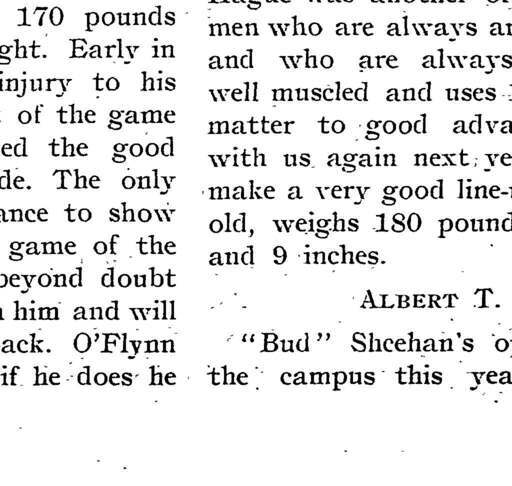 170 pounds
ght. Early in
injury to his
of the game
ed the good
de. The only
ance to show
game of the
beyond doubt
him and will
ack. O'Flynn
if he does he
men who are always
and who are always
well muscled and uses
matter to good adva
with us again next ye
make a very good line-
old, weighs 180 pound
and 9 inches.
ALBERT T.
"Bud" Sheehan's
the campus this yea